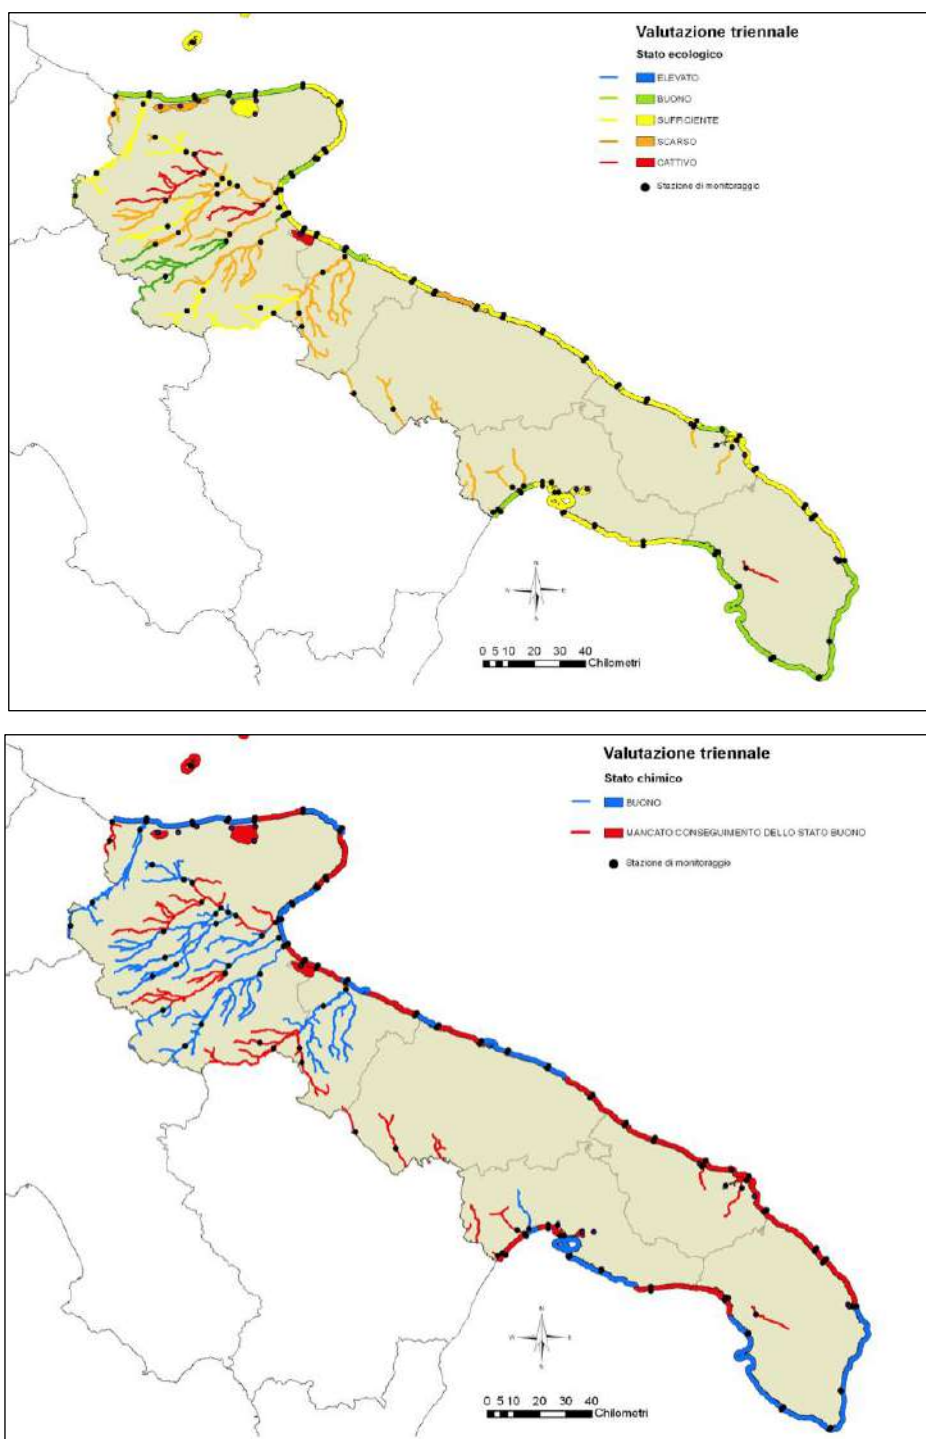 Valutazione triennale
Stato ecologico
ELEVATO
BUONO
SUFFICIENTE
SCARSO
CATTIVO
Stazione di monitoraggio
N
W E
S
0 5 10 20 30 40
Chilometri
Valutazione triennale
Stato chimico
BUONO
MANCATO CONSEGUIMENTO DELLO STATO BUONO
Stazione di monitoraggio
N
W E
S
0 5 10 20 30 40
Chilometri